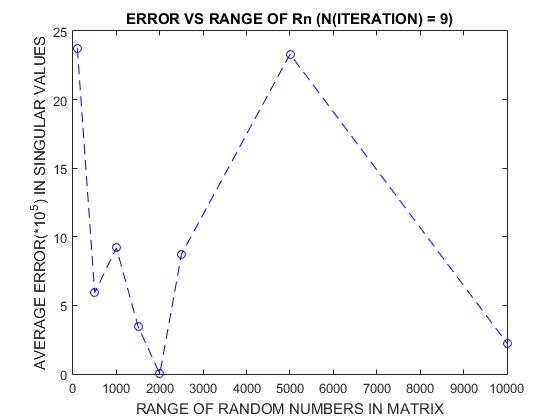 ERROR VS RANGE OF Rn (N(ITERATION) = 9)
AVERAGE ERROR(*10^5) IN SINGULAR VALUES
25
20
15
10
5
0
0 1000 2000 3000 4000 5000 6000 7000 8000 9000 10000
RANGE OF RANDOM NUMBERS IN MATRIX